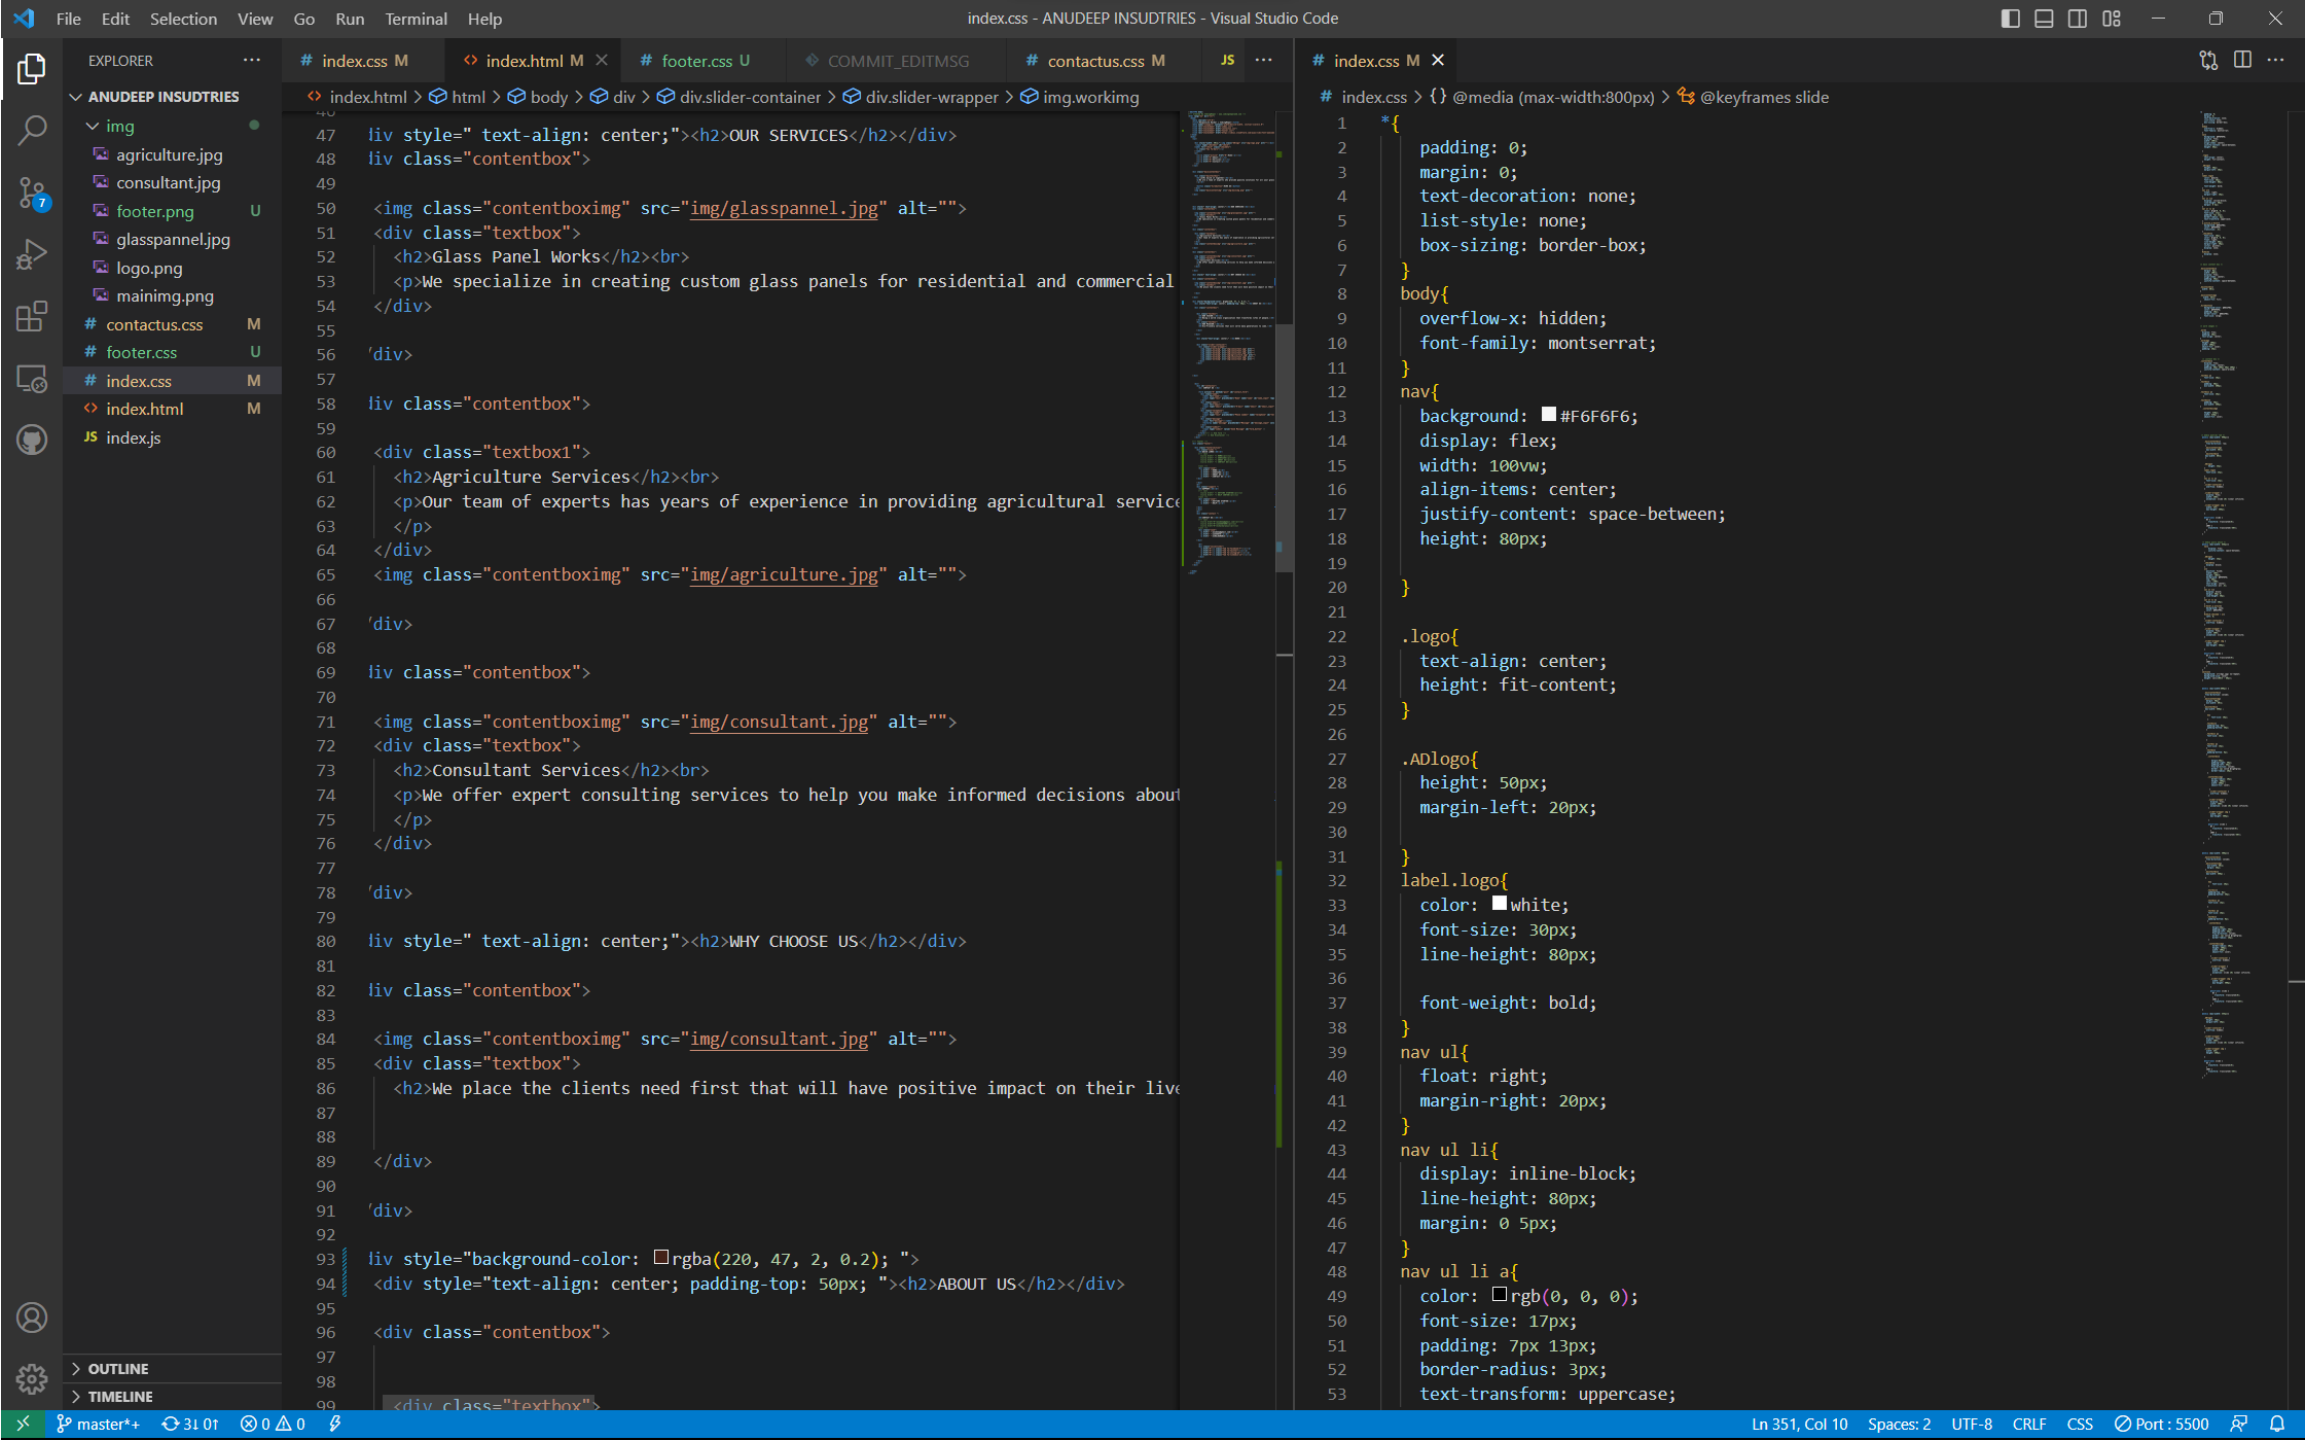 File Edit Selection View Go Run Terminal Help
index.css - ANUDEEP INSUDTRIES - Visual Studio Code
EXPLORER
ANUDEEP INSUDTRIES
img
agriculture.jpg
consultant.jpg
footer.png U
glasspannel.jpg
logo.png
mainimg.png
# contactus.css M
# footer.css U
# index.css M
<> index.html M
JS index.js
OUTLINE
TIMELINE
7
# index.css M
<> index.html M
# footer.css U
COMMIT_EDITMSG
# contactus.css M
JS
<> index.html > html > body > div > div.slider-container > div.slider-wrapper > img.workimg
47 div style=" text-align: center;"><h2>OUR SERVICES</h2></div>
48 div class="contentbox">
49
50 <img class="contentboximg" src="img/glasspannel.jpg" alt="">
51 <div class="textbox">
52 <h2>Glass Panel Works</h2><br>
53 <p>We specialize in creating custom glass panels for residential and commercial
54 </div>
55
56 /div>
57
58 div class="contentbox">
59
60 <div class="textbox1">
61 <h2>Agriculture Services</h2><br>
62 <p>Our team of experts has years of experience in providing agricultural service
63 </p>
64 </div>
65 <img class="contentboximg" src="img/agriculture.jpg" alt="">
66
67 /div>
68
69 div class="contentbox">
70
71 <img class="contentboximg" src="img/consultant.jpg" alt="">
72 <div class="textbox">
73 <h2>Consultant Services</h2><br>
74 <p>We offer expert consulting services to help you make informed decisions about
75 </p>
76 </div>
77
78 /div>
79
80 div style=" text-align: center;"><h2>WHY CHOOSE US</h2></div>
81
82 div class="contentbox">
83
84 <img class="contentboximg" src="img/consultant.jpg" alt="">
85 <div class="textbox">
86 <h2>We place the clients need first that will have positive impact on their live
87
88
89 </div>
90
91 /div>
92
93 div style="background-color: rgba(220, 47, 2, 0.2); ">
94 <div style="text-align: center; padding-top: 50px; "><h2>ABOUT US</h2></div>
95
96 <div class="contentbox">
97
98
99 <div class="textbox">
# index.css M
# index.css > {} @media (max-width:800px) > @keyframes slide
1 *{
2 padding: 0;
3 margin: 0;
4 text-decoration: none;
5 list-style: none;
6 box-sizing: border-box;
7 }
8 body{
9 overflow-x: hidden;
10 font-family: montserrat;
11 }
12 nav{
13 background: #F6F6F6;
14 display: flex;
15 width: 100vw;
16 align-items: center;
17 justify-content: space-between;
18 height: 80px;
19
20 }
21
22 .logo{
23 text-align: center;
24 height: fit-content;
25 }
26
27 .ADlogo{
28 height: 50px;
29 margin-left: 20px;
30
31 }
32 label.logo{
33 color: white;
34 font-size: 30px;
35 line-height: 80px;
36
37 font-weight: bold;
38 }
39 nav ul{
40 float: right;
41 margin-right: 20px;
42 }
43 nav ul li{
44 display: inline-block;
45 line-height: 80px;
46 margin: 0 5px;
47 }
48 nav ul li a{
49 color: rgb(0, 0, 0);
50 font-size: 17px;
51 padding: 7px 13px;
52 border-radius: 3px;
53 text-transform: uppercase;
master*+ 3↓ 0↑ 0 0
Ln 351, Col 10 Spaces: 2 UTF-8 CRLF CSS Port : 5500